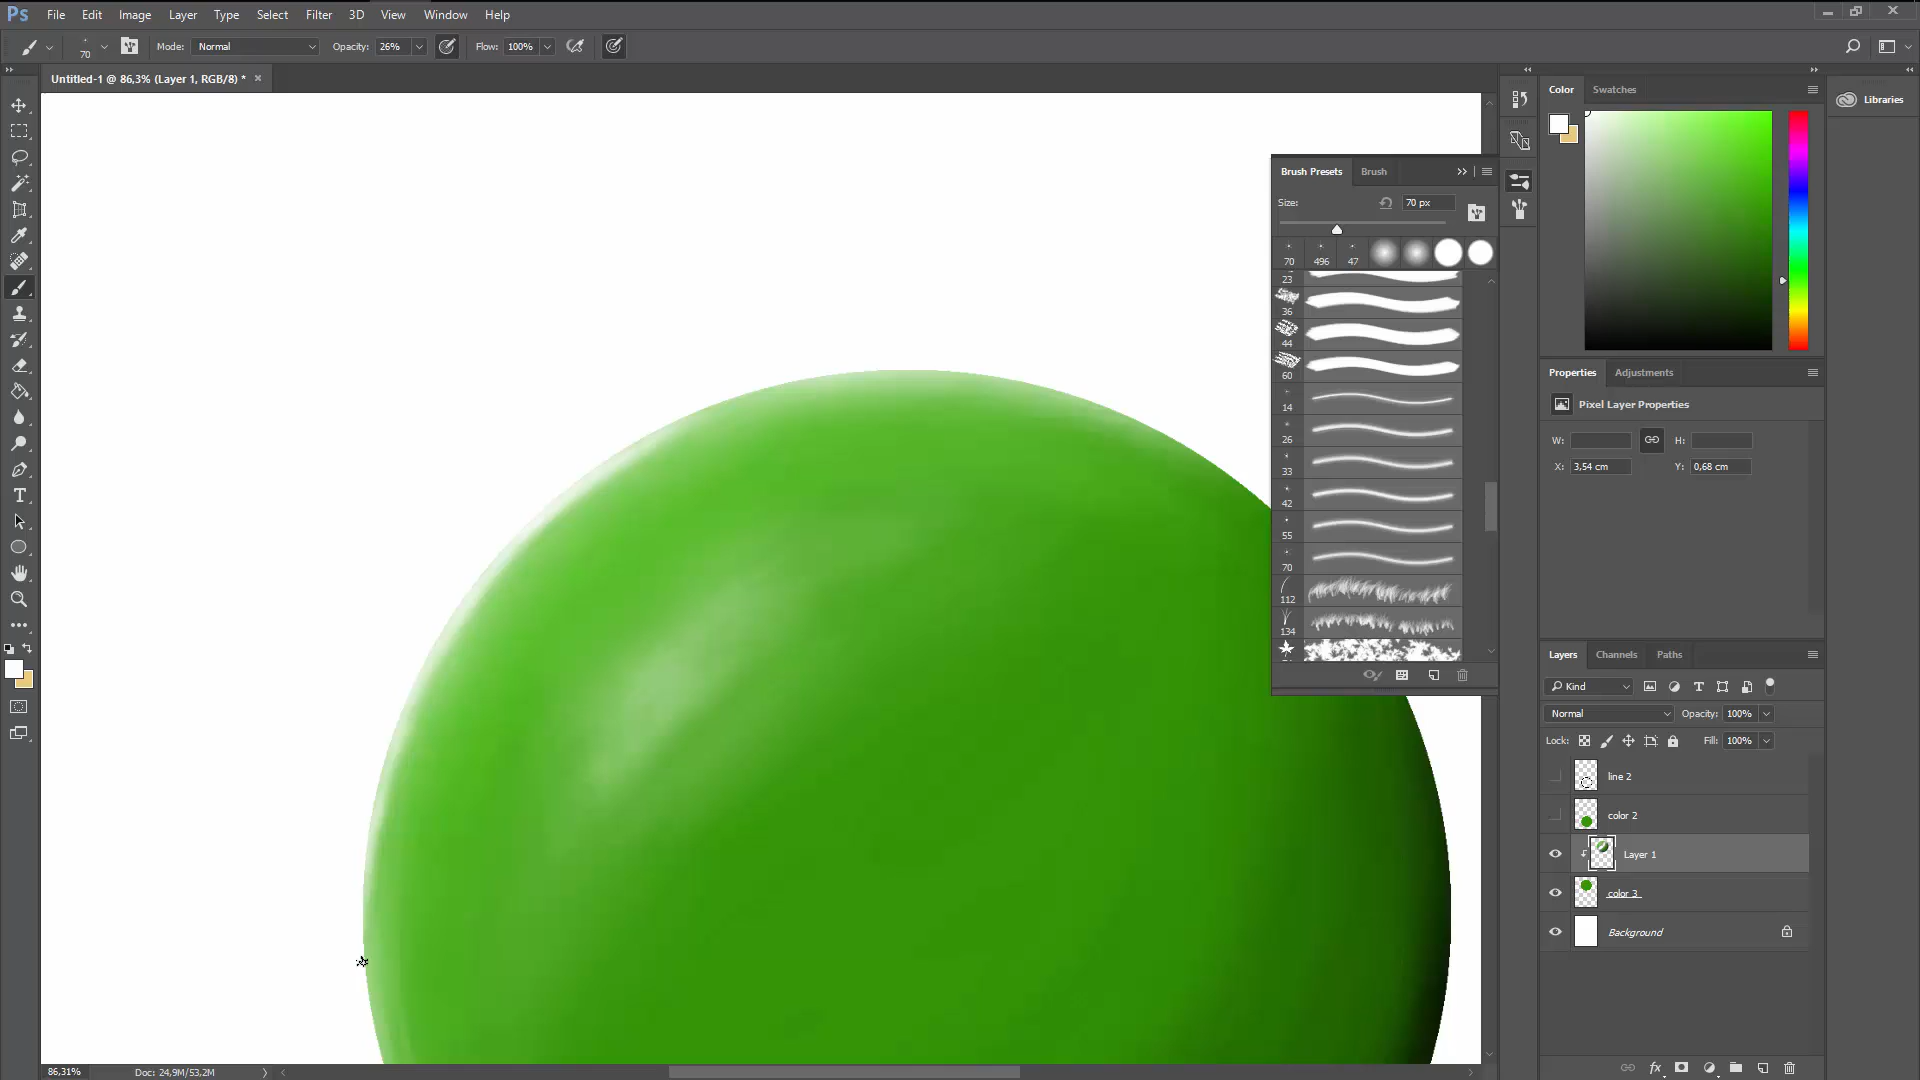 Ps File Edit Image Layer Type Select Filter 3D View Window Help
70 Mode: Normal Opacity: 26% Flow: 100%
Untitled-1 @ 86,3% (Layer 1, RGB/8) * ×
Color Swatches
Libraries
Brush Presets Brush
Size: 70 px
70 496 47
23
36
44
60
14
26
33
42
55
70
112
134
Properties Adjustments
Pixel Layer Properties
W: H:
X: 3,54 cm Y: 0,68 cm
Layers Channels Paths
Kind
Normal Opacity: 100%
Lock: Fill: 100%
line 2
color 2
Layer 1
color 3
Background
fx
86,31% Doc: 24,9M/53,2M